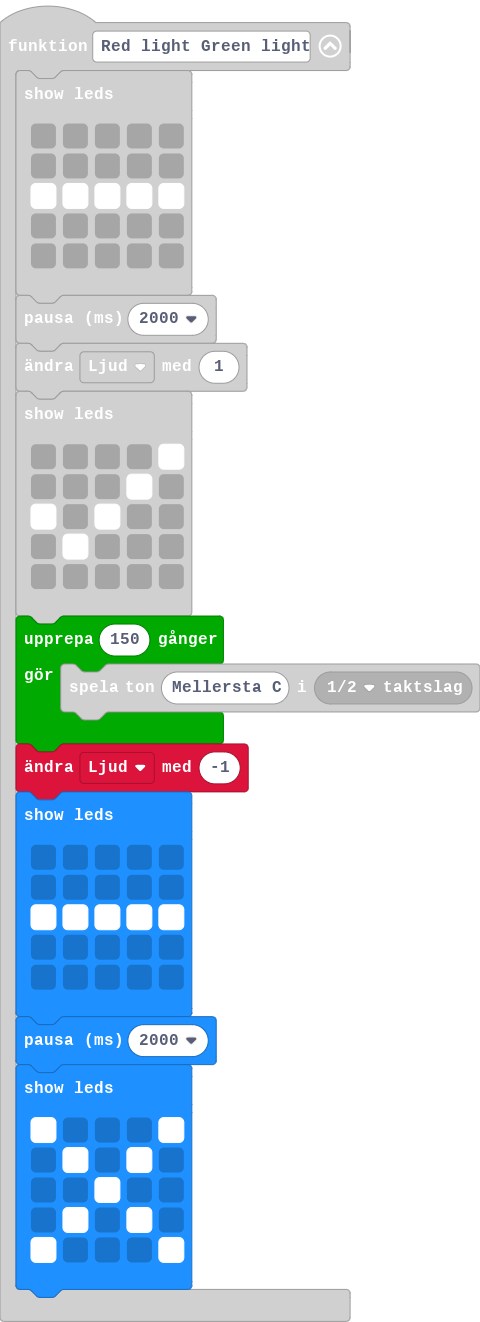 funktion Red light Green light
show leds
pausa (ms) 2000
ändra Ljud med 1
show leds
upprepa 150 gånger
gör spela ton Mellersta C i 1/2 taktslag
ändra Ljud med -1
show leds
pausa (ms) 2000
show leds